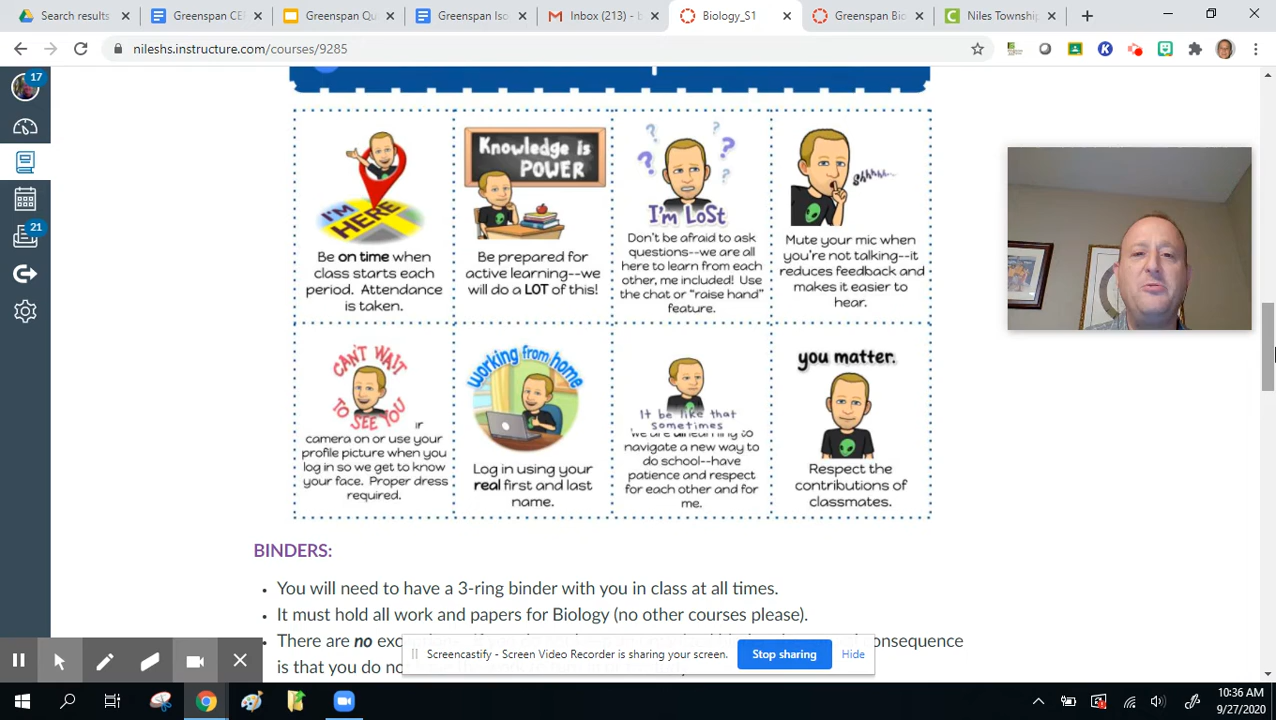 Search results
Greenspan CE
Greenspan Qu
Greenspan Iso
Inbox (213) - b
Biology_S1
Greenspan Bio
Niles Township
nileshs.instructure.com/courses/9285
17
21
I'M HERE
Be on time when
class starts each
period. Attendance
is taken.
Knowledge is
POWER
Be prepared for
active learning--we
will do a LOT of this!
? ? ? ?
I'm LoSt
Don't be afraid to ask
questions--we are all
here to learn from each
other, me included! Use
the chat or "raise hand"
feature.
Mute your mic when
you're not talking--it
reduces feedback and
makes it easier to
hear.
CAN'T WAIT
TO SEE YOU
camera on or use your
profile picture when you
log in so we get to know
your face. Proper dress
required.
working from home
Log in using your
real first and last
name.
It be like that
sometimes
navigate a new way to
do school--have
patience and respect
for each other and for
me.
you matter.
Respect the
contributions of
classmates.
BINDERS:
• You will need to have a 3-ring binder with you in class at all times.
• It must hold all work and papers for Biology (no other courses please).
• There are no
is that you do
Screencastify - Screen Video Recorder is sharing your screen.
Stop sharing
Hide
10:36 AM
9/27/2020